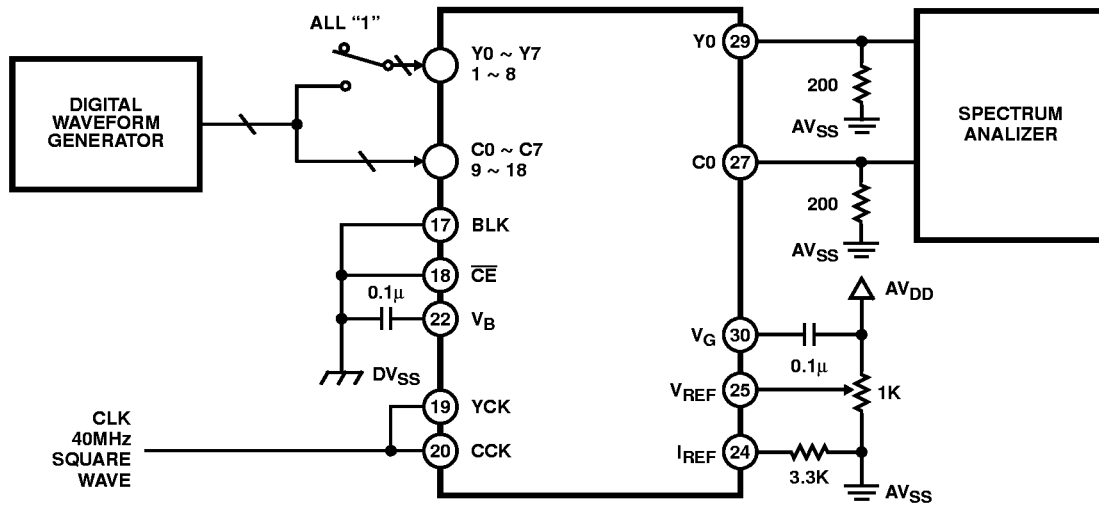 ALL “1”
DIGITAL
WAVEFORM
GENERATOR
Y0 ~ Y7
1 ~ 8
C0 ~ C7
9 ~ 18
17 BLK
18 CE
0.1μ
22 VB
DVSS
19 YCK
20 CCK
CLK
40MHz
SQUARE
WAVE
Y0 29
200
AVSS
C0 27
200
AVSS
SPECTRUM
ANALIZER
AVDD
VG 30
0.1μ
VREF 25
1K
IREF 24
3.3K
AVSS